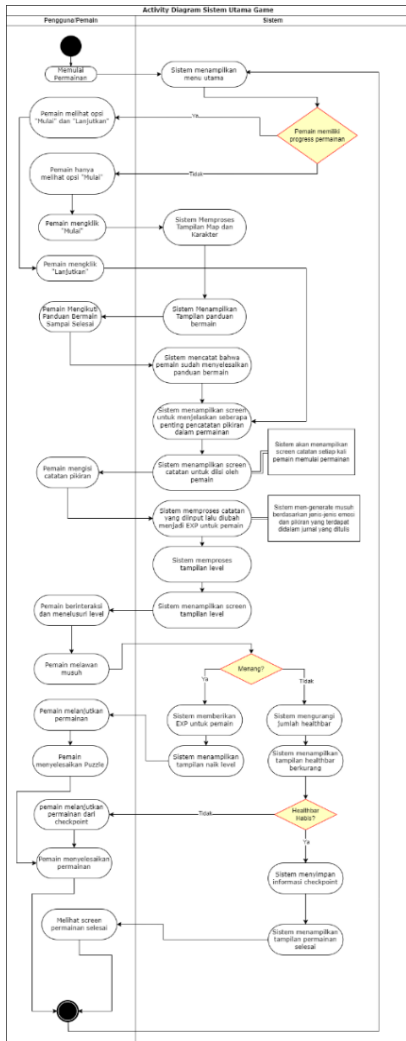 Activity Diagram Sistem Utama Game
Pengguna/Pemain
Sistem
Memulai
Permainan
Sistem menampilkan
menu utama
Pemain melihat opsi
"Mulai" dan "Lanjutkan"
Ya
Pemain memiliki
progress permainan
Pemain hanya
melihat opsi "Mulai"
Tidak
Pemain mengklik
"Mulai"
Sistem Memproses
Tampilan Map dan
Karakter
Pemain mengklik
"Lanjutkan"
Pemain Mengikuti
Panduan Bermain
Sampai Selesai
Sistem Menampilkan
Tampilan panduan
bermain
Sistem mencatat bahwa
pemain sudah menyelesaikan
panduan bermain
Sistem menampilkan screen
untuk menjelaskan seberapa
penting pencatatan pikiran
dalam permainan
Sistem akan menampilkan
screen catatan setiap kali
pemain memulai permainan
Pemain mengisi
catatan pikiran
Sistem menampilkan screen
catatan untuk diisi oleh
pemain
Sistem memproses catatan
yang diinput lalu diubah
menjadi EXP untuk pemain
Sistem men-generate musuh
berdasarkan jenis-jenis emosi
dan pikiran yang terdapat
didalam jurnal yang ditulis
Sistem memproses
tampilan level
Pemain berinteraksi
dan menelusuri level
Sistem menampilkan screen
tampilan level
Pemain melawan
musuh
Menang?
Ya
Tidak
Pemain melanjutkan
permainan
Sistem memberikan
EXP untuk pemain
Sistem mengurangi
jumlah healthbar
Pemain
menyelesaikan Puzzle
Sistem menampilkan
tampilan naik level
Sistem menampilkan
tampilan healthbar
berkurang
pemain melanjutkan
permainan dari
checkpoint
Tidak
Healthbar
Habis?
Ya
Pemain menyelesaikan
permainan
Sistem menyimpan
informasi checkpoint
Melihat screen
permainan selesai
Sistem menampilkan
tampilan permainan
selesai